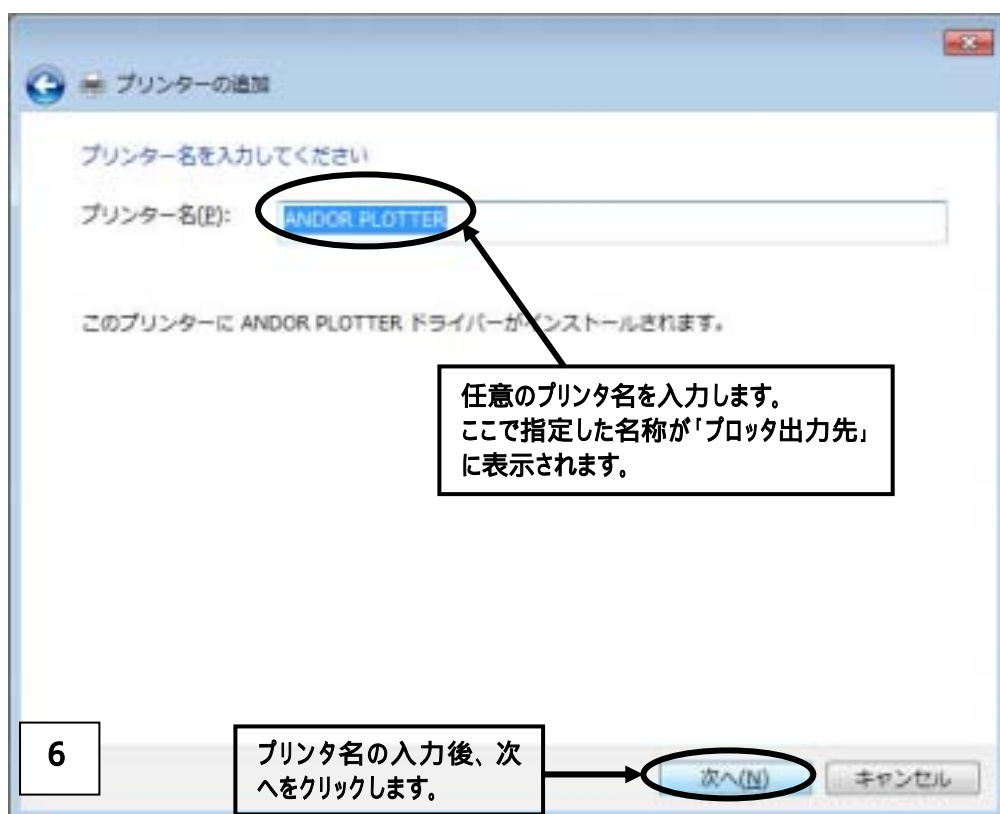 プリンターの追加
プリンター名を入力してください
プリンター名(P): ANDOR PLOTTER
このプリンターに ANDOR PLOTTER ドライバーがインストールされます。
任意のプリンタ名を入力します。
ここで指定した名称が「プロッタ出力先」
に表示されます。
6
プリンタ名の入力後、次
へをクリックします。
次へ(N) キャンセル